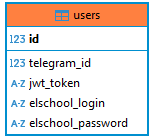 users
123 id
123 telegram_id
A-Z jwt_token
A-Z elschool_login
A-Z elschool_password